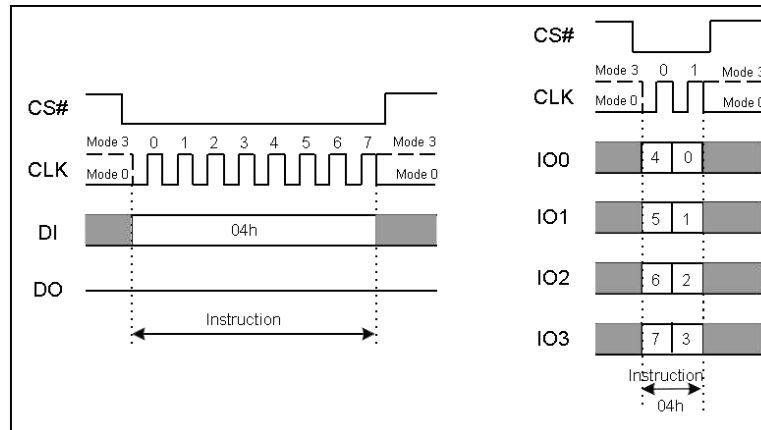 CS#
Mode 3 0 1 2 3 4 5 6 7 Mode 3
CLK
Mode 0 Mode 0
DI
04h
DO
Instruction
CS#
Mode 3 0 1 Mode 3
CLK
Mode 0 Mode 0
IO0
4 0
IO1
5 1
IO2
6 2
IO3
7 3
Instruction
04h